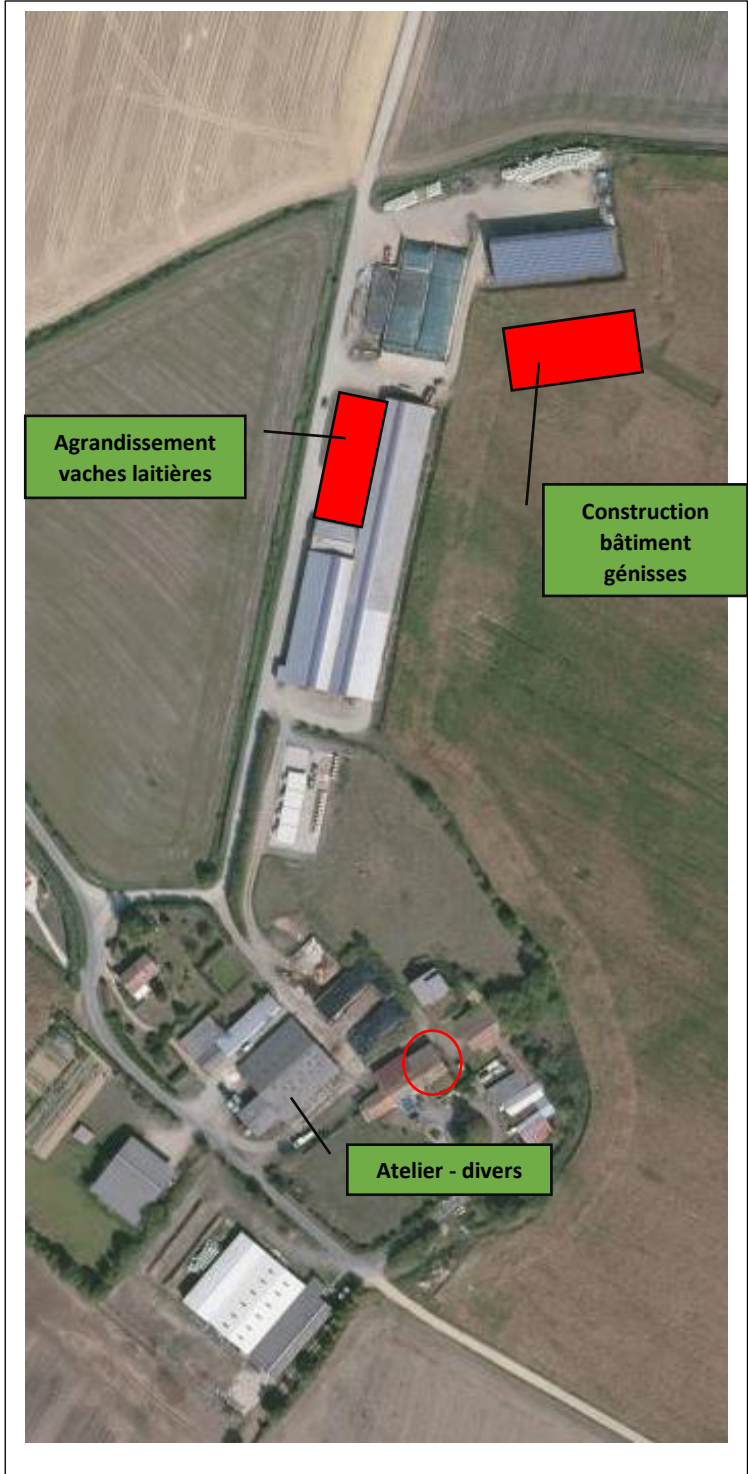 Agrandissement
vaches laitières
Construction
bâtiment
génisses
Atelier - divers